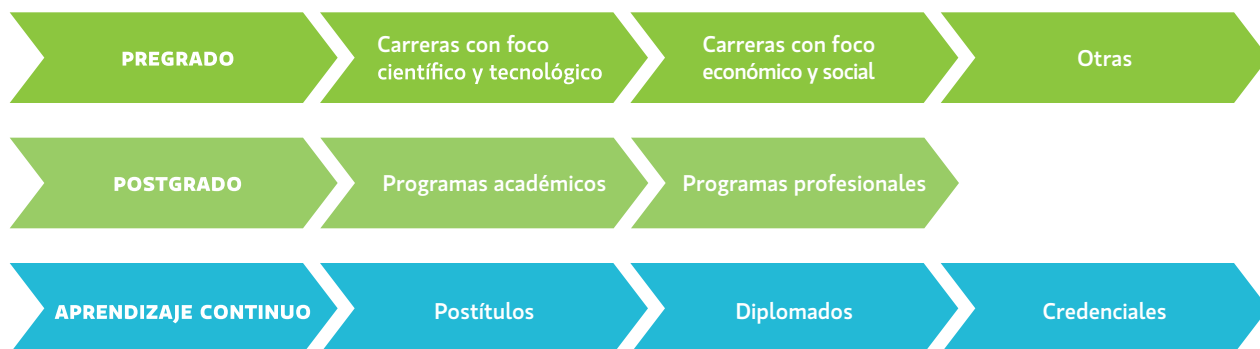 PREGRADO
Carreras con foco
científico y tecnológico
Carreras con foco
económico y social
Otras
POSTGRADO
Programas académicos
Programas profesionales
APRENDIZAJE CONTINUO
Postítulos
Diplomados
Credenciales